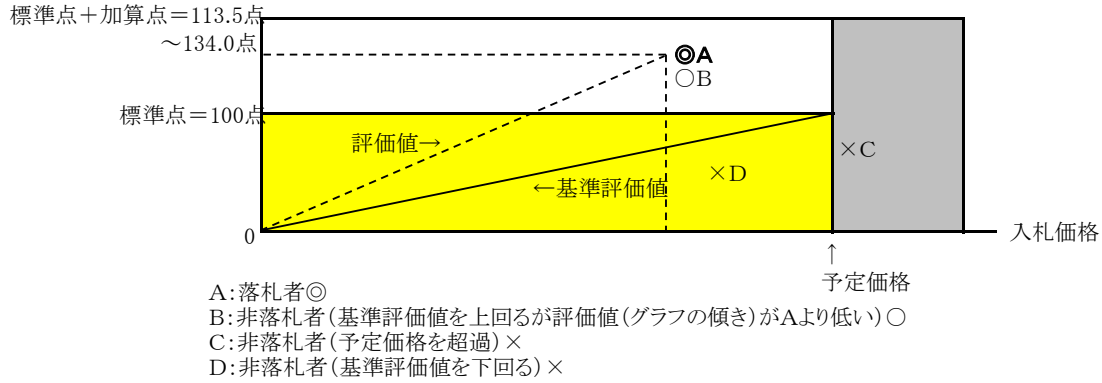 標準点＋加算点＝113.5点
～134.0点
◎A
○B
標準点＝100点
評価値→
×C
×D
←基準評価値
0
入札価格
↑
予定価格
A：落札者◎
B：非落札者（基準評価値を上回るが評価値（グラフの傾き）がAより低い）○
C：非落札者（予定価格を超過）×
D：非落札者（基準評価値を下回る）×